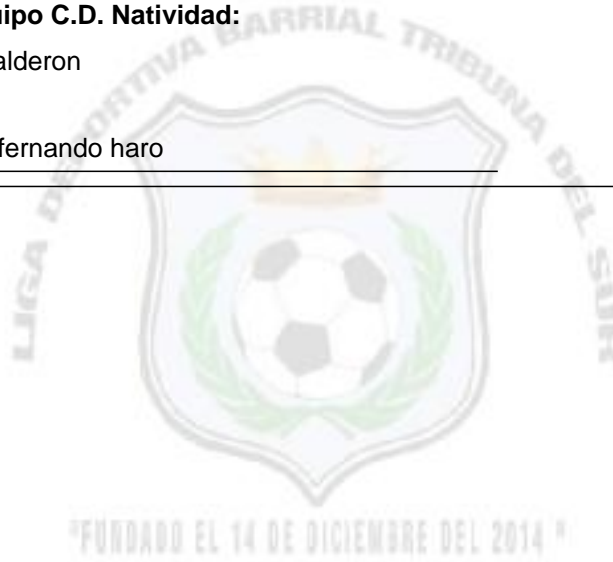 uipo C.D. Natividad:
alderon
fernando haro
LIGA DEPORTIVA BARRIAL TRIBUNA DEL SUR
"FUNDADO EL 14 DE DICIEMBRE DEL 2014 "